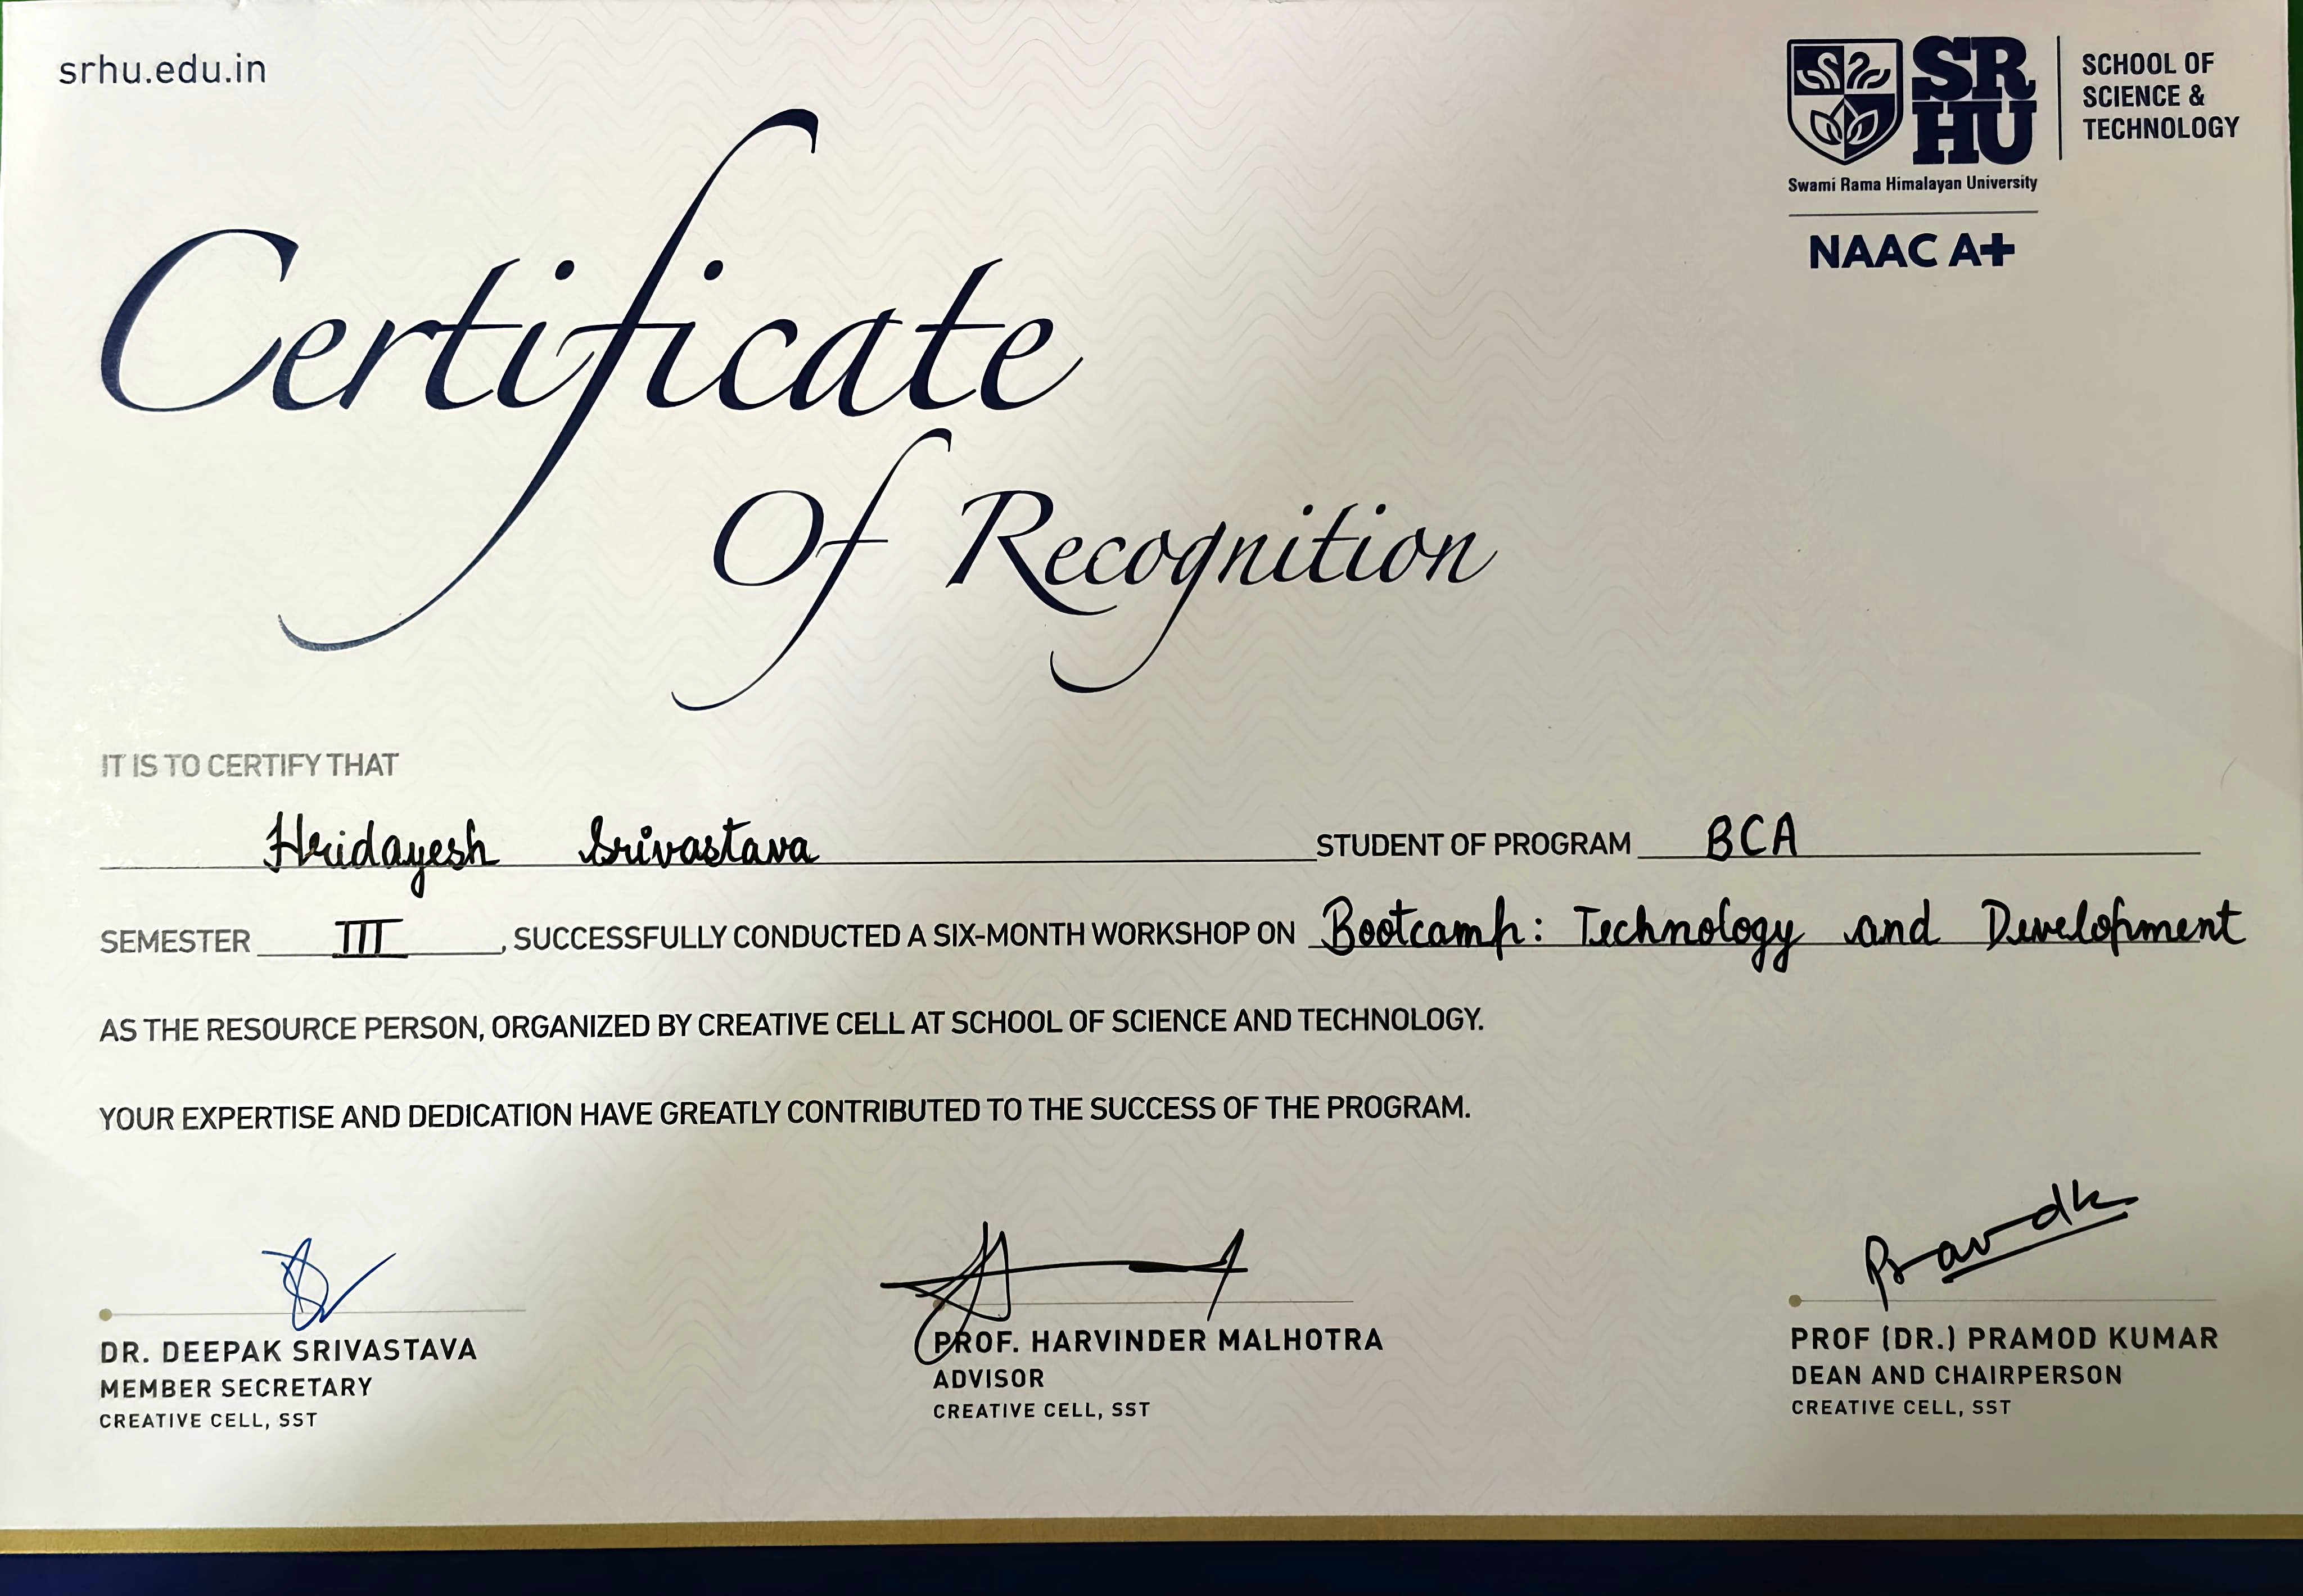 srhu.edu.in
SR
HU
SCHOOL OF
SCIENCE &
TECHNOLOGY
Swami Rama Himalayan University
NAAC A+
Certificate
Of Recognition
IT IS TO CERTIFY THAT
Hridayesh Srivastava STUDENT OF PROGRAM BCA
SEMESTER III, SUCCESSFULLY CONDUCTED A SIX-MONTH WORKSHOP ON Bootcamp: Technology and Development
AS THE RESOURCE PERSON, ORGANIZED BY CREATIVE CELL AT SCHOOL OF SCIENCE AND TECHNOLOGY.
YOUR EXPERTISE AND DEDICATION HAVE GREATLY CONTRIBUTED TO THE SUCCESS OF THE PROGRAM.
DR. DEEPAK SRIVASTAVA
MEMBER SECRETARY
CREATIVE CELL, SST
PROF. HARVINDER MALHOTRA
ADVISOR
CREATIVE CELL, SST
PROF (DR.) PRAMOD KUMAR
DEAN AND CHAIRPERSON
CREATIVE CELL, SST